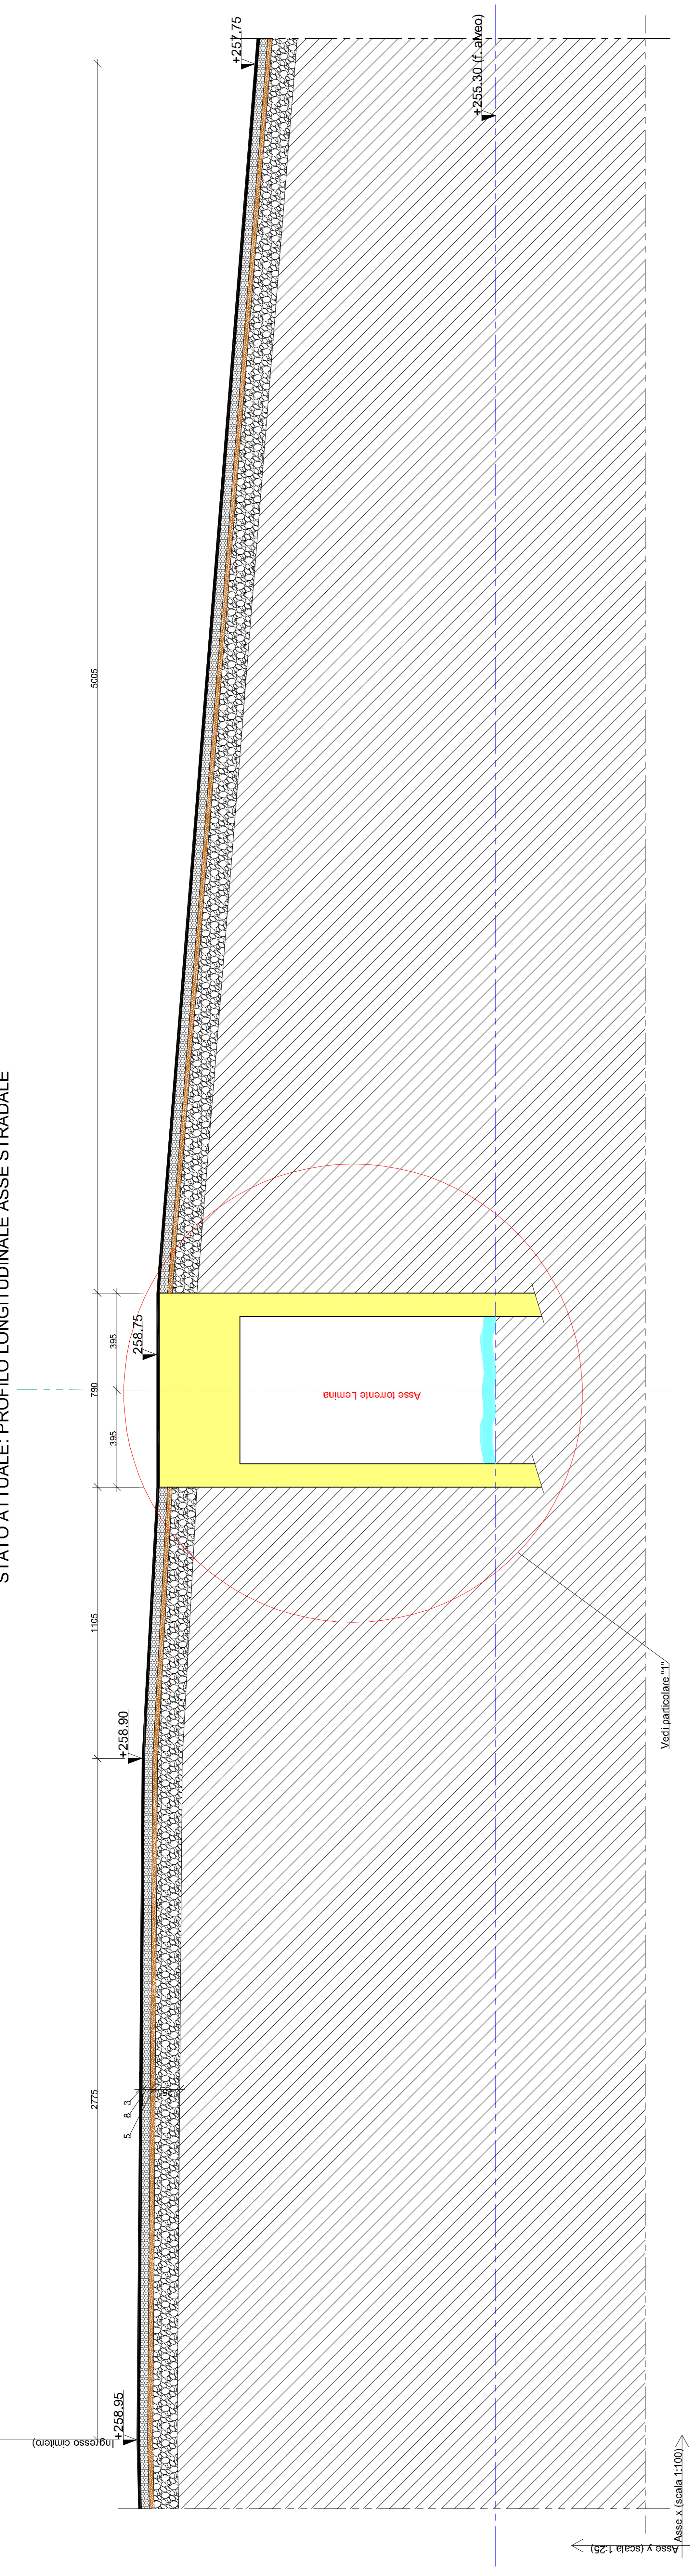 STATO ATTUALE: PROFILO LONGITUDINALE ASSE STRADALE
Ingresso cimitero)
+258.95
2775
5 8 3
+258.90
1105
790
395
395
258.75
Asse torrente Lemina
5005
+257.75
+255.30 (f. alveo)
Vedi particolare "1"
Asse x (scala 1:100)
Asse y (scala 1:25)